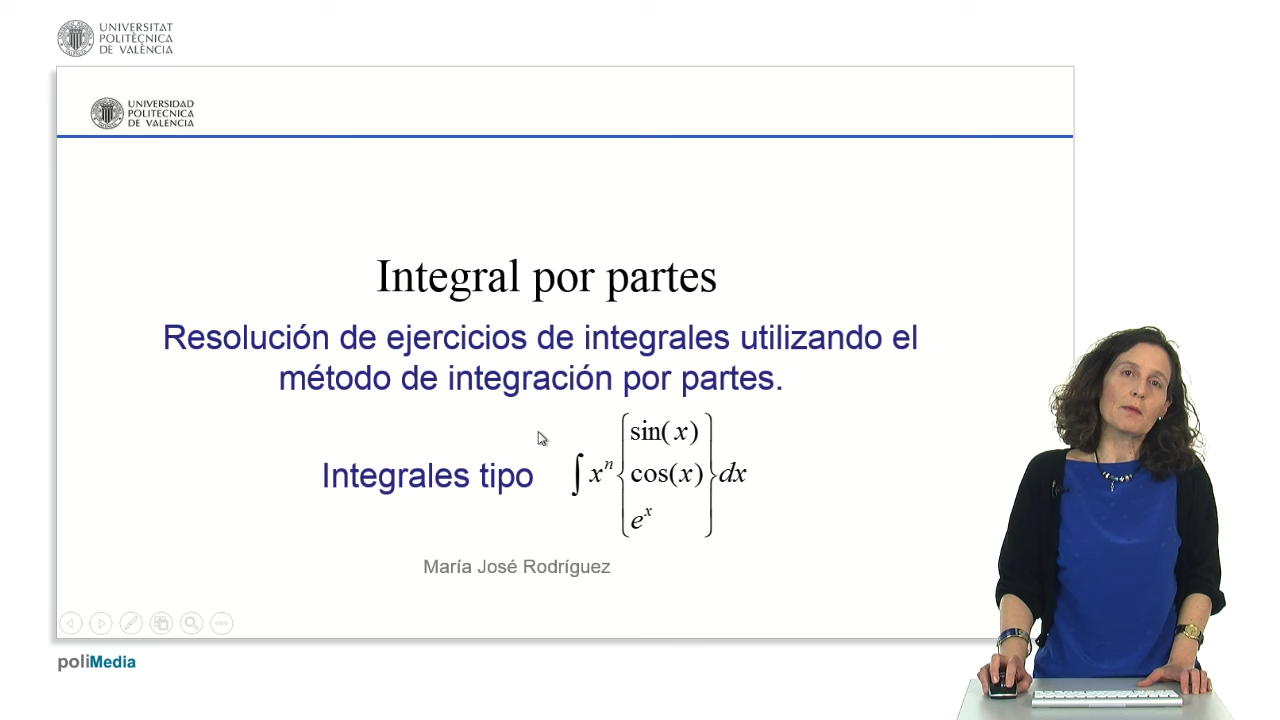 UNIVERSITAT
POLITÈCNICA
DE VALÈNCIA
UNIVERSIDAD
POLITECNICA
DE VALENCIA
Integral por partes
Resolución de ejercicios de integrales utilizando el
método de integración por partes.
Integrales tipo ∫ xⁿ { sin(x) cos(x) eˣ } dx
María José Rodríguez
poliMedia